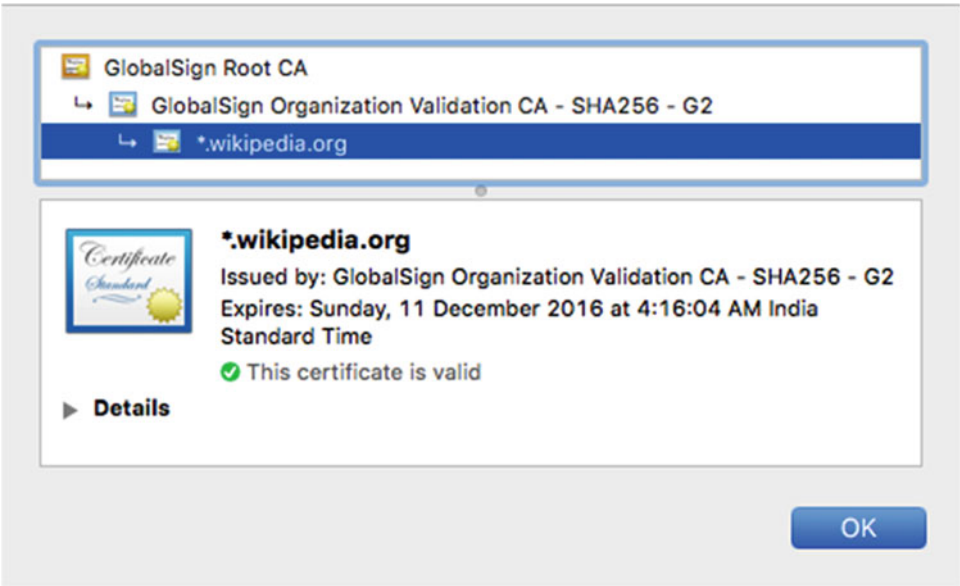 GlobalSign Root CA
GlobalSign Organization Validation CA - SHA256 - G2
*.wikipedia.org
Certificate
Standard
*.wikipedia.org
Issued by: GlobalSign Organization Validation CA - SHA256 - G2
Expires: Sunday, 11 December 2016 at 4:16:04 AM India
Standard Time
This certificate is valid
Details
OK